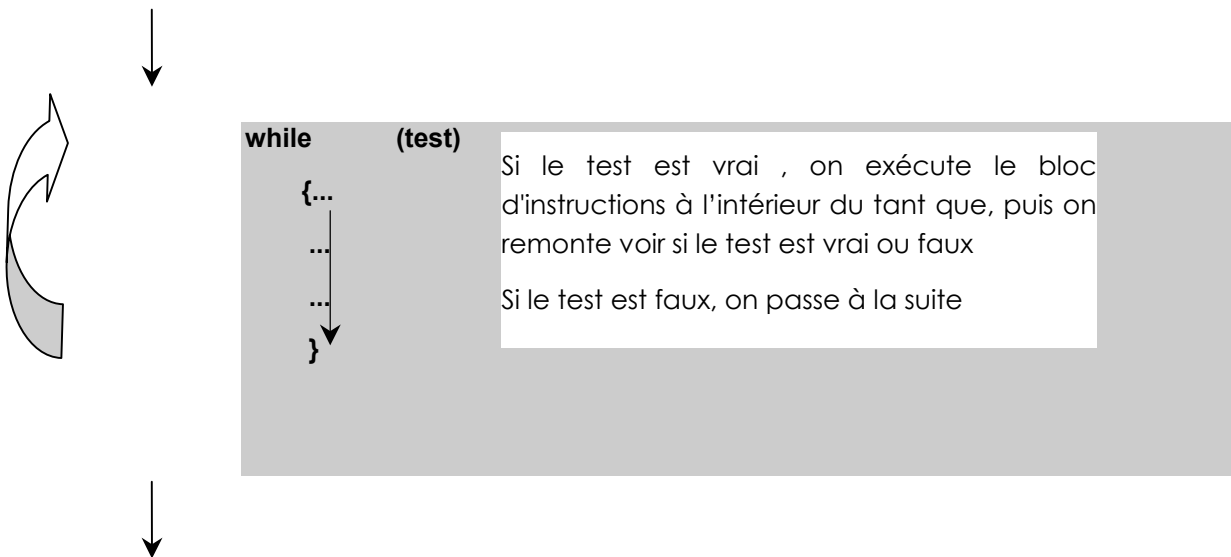 while (test)
{...
...
...
}
Si le test est vrai , on exécute le bloc
d'instructions à l’intérieur du tant que, puis on
remonte voir si le test est vrai ou faux
Si le test est faux, on passe à la suite